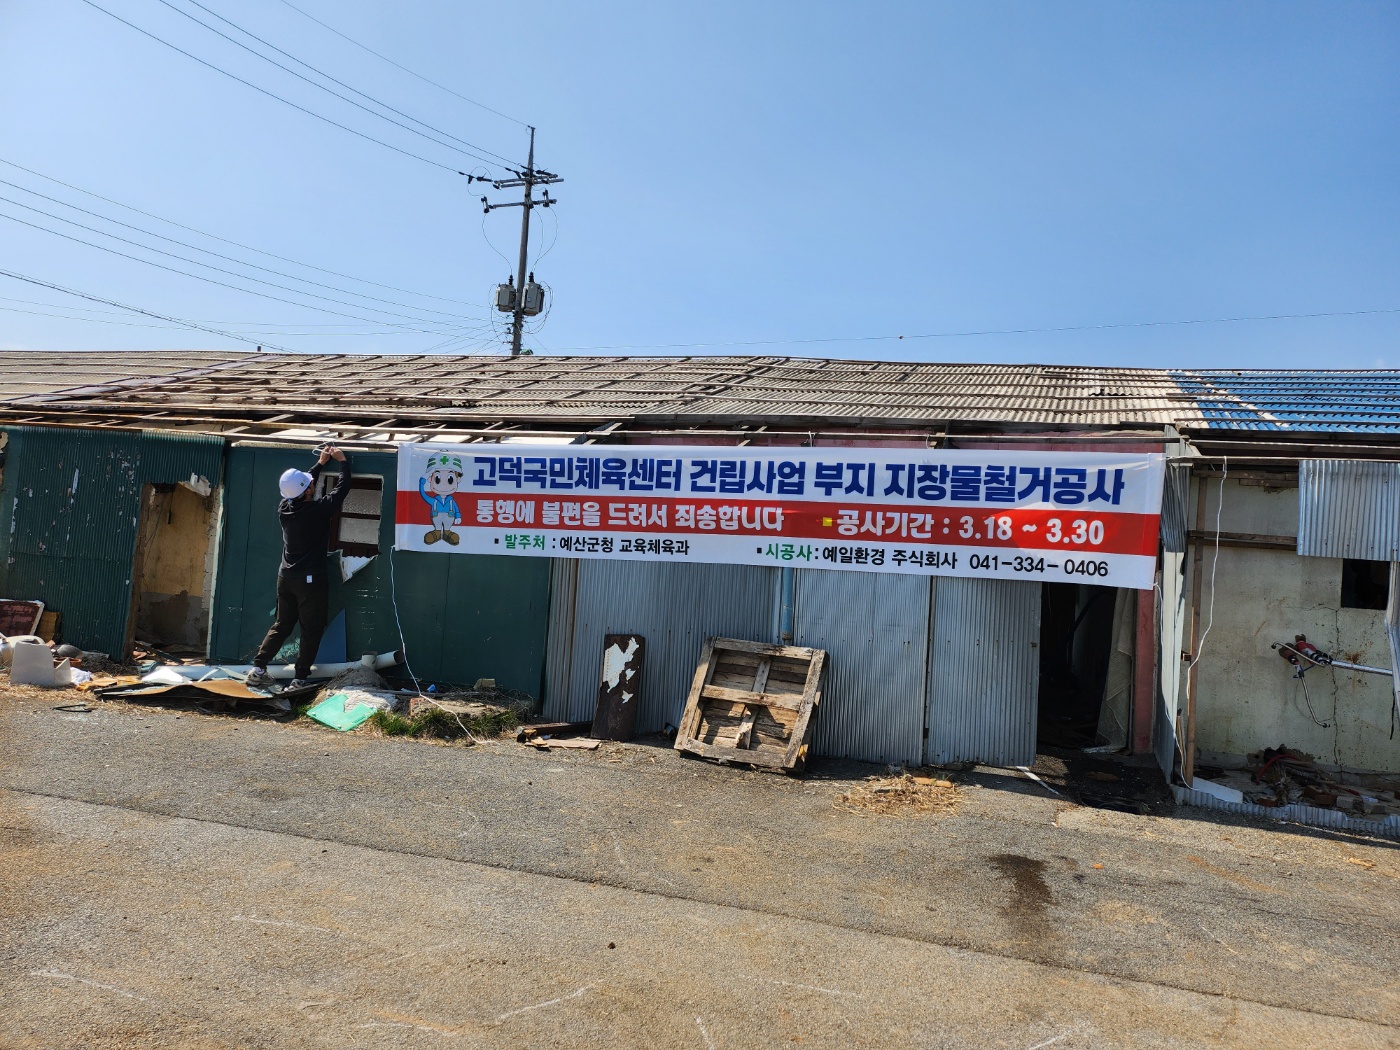 고덕국민체육센터 건립사업 부지 지장물철거공사
통행에 불편을 드려서 죄송합니다 공사기간 : 3.18 ~ 3.30
▪ 발주처 : 예산군청 교육체육과 ▪ 시공사 : 예일환경 주식회사 041-334-0406